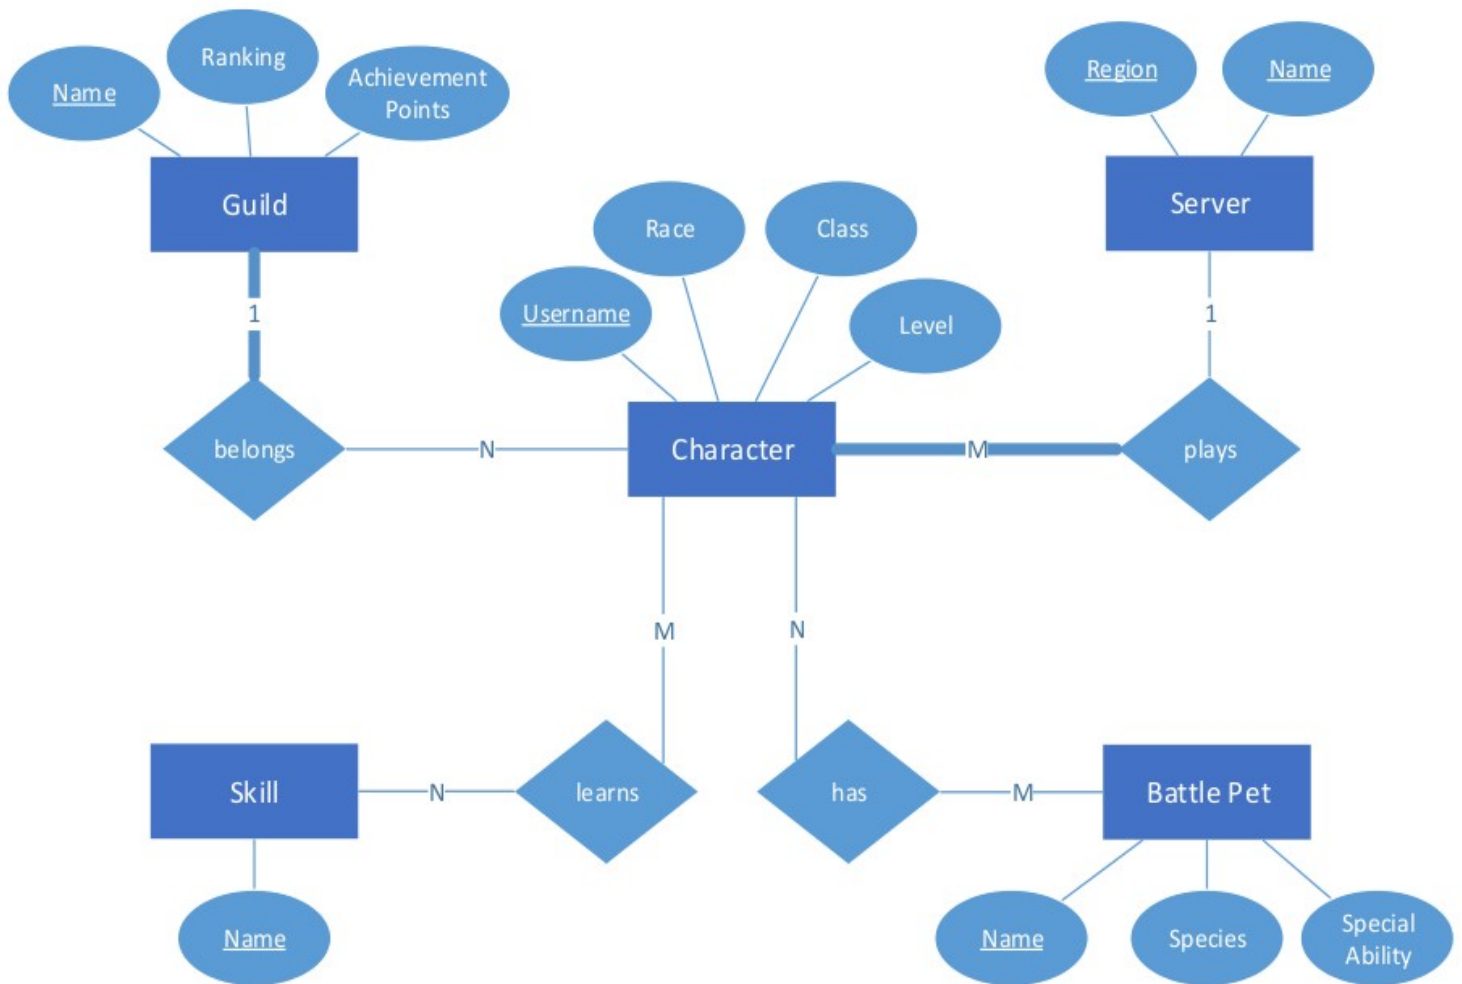 Ranking
Name
Achievement
Points
Region
Name
Guild
Server
Race
Class
Username
Level
1
1
belongs
N
Character
M
plays
M
N
Skill
N
learns
has
M
Battle Pet
Name
Name
Species
Special
Ability